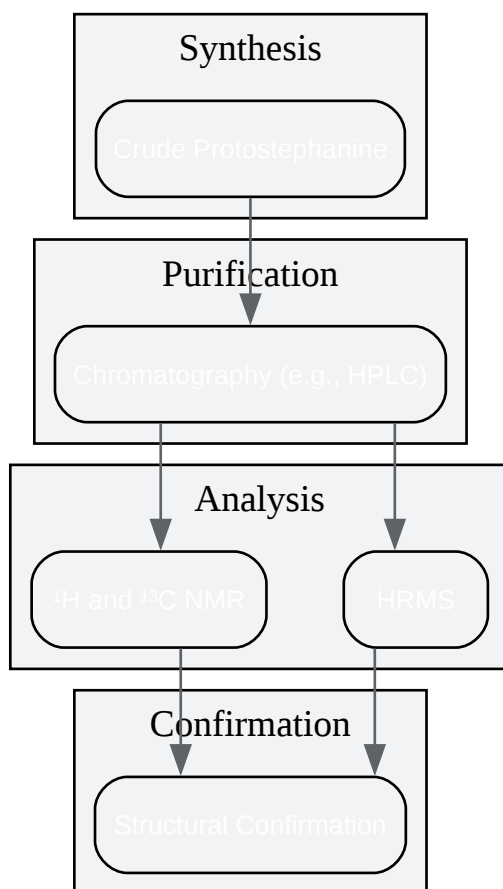 Synthesis
Crude Protostephanine
Purification
Chromatography (e.g., HPLC)
Analysis
¹H and ¹³C NMR
HRMS
Confirmation
Structural Confirmation